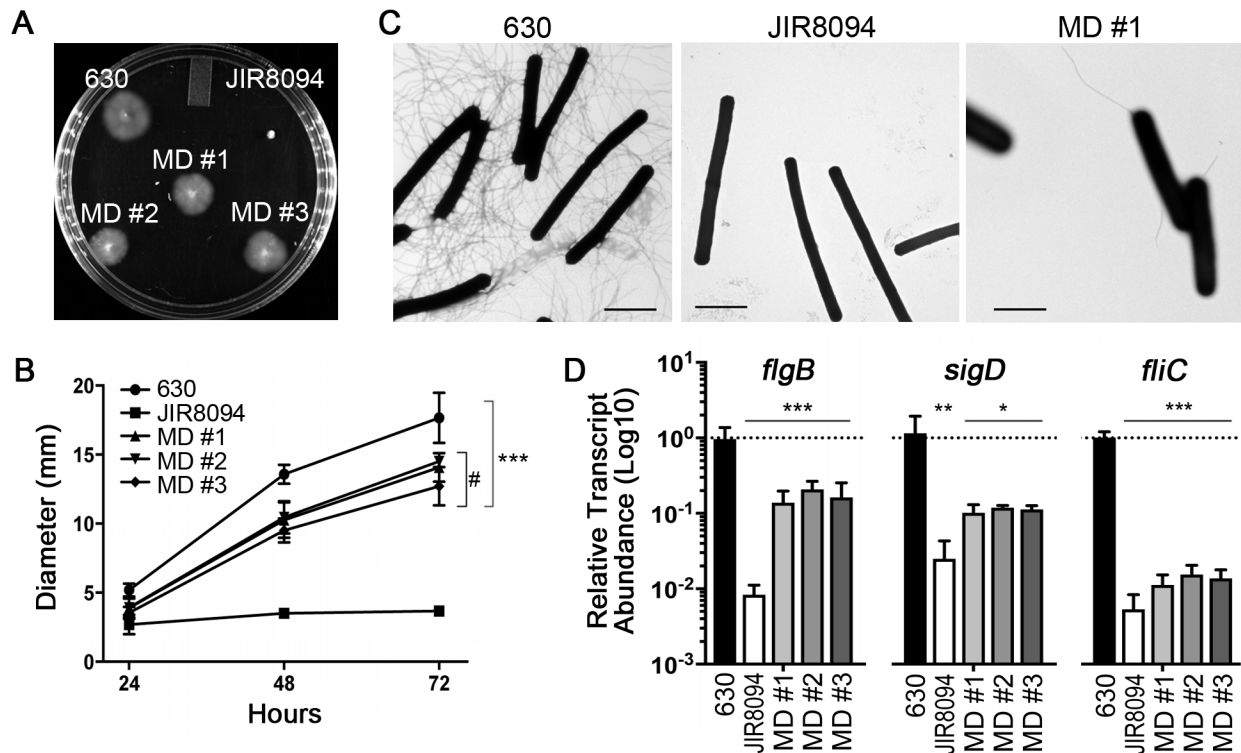 A
630
JIR8094
MD #1
MD #2
MD #3
C
630
JIR8094
MD #1
B
20
15
10
5
0
Diameter (mm)
24
48
72
Hours
630
JIR8094
MD #1
MD #2
MD #3
#
***
D
Relative Transcript
Abundance (Log10)
10¹
10⁰
10⁻¹
10⁻²
10⁻³
flgB
***
630
JIR8094
MD #1
MD #2
MD #3
sigD
**
*
630
JIR8094
MD #1
MD #2
MD #3
fliC
***
630
JIR8094
MD #1
MD #2
MD #3